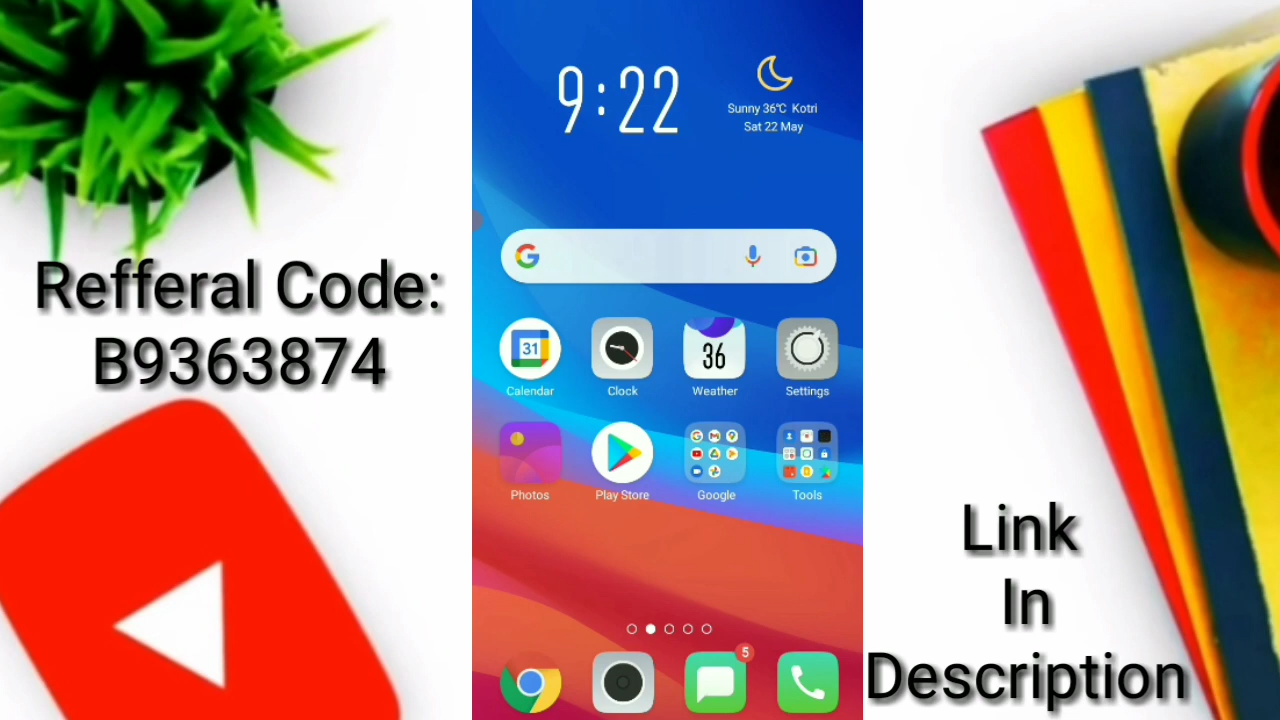 Refferal Code:
B9363874
9:22
Sunny 36℃ Kotri
Sat 22 May
31
36
Calendar
Clock
Weather
Settings
Photos
Play Store
Google
Tools
5
Link
In
Description